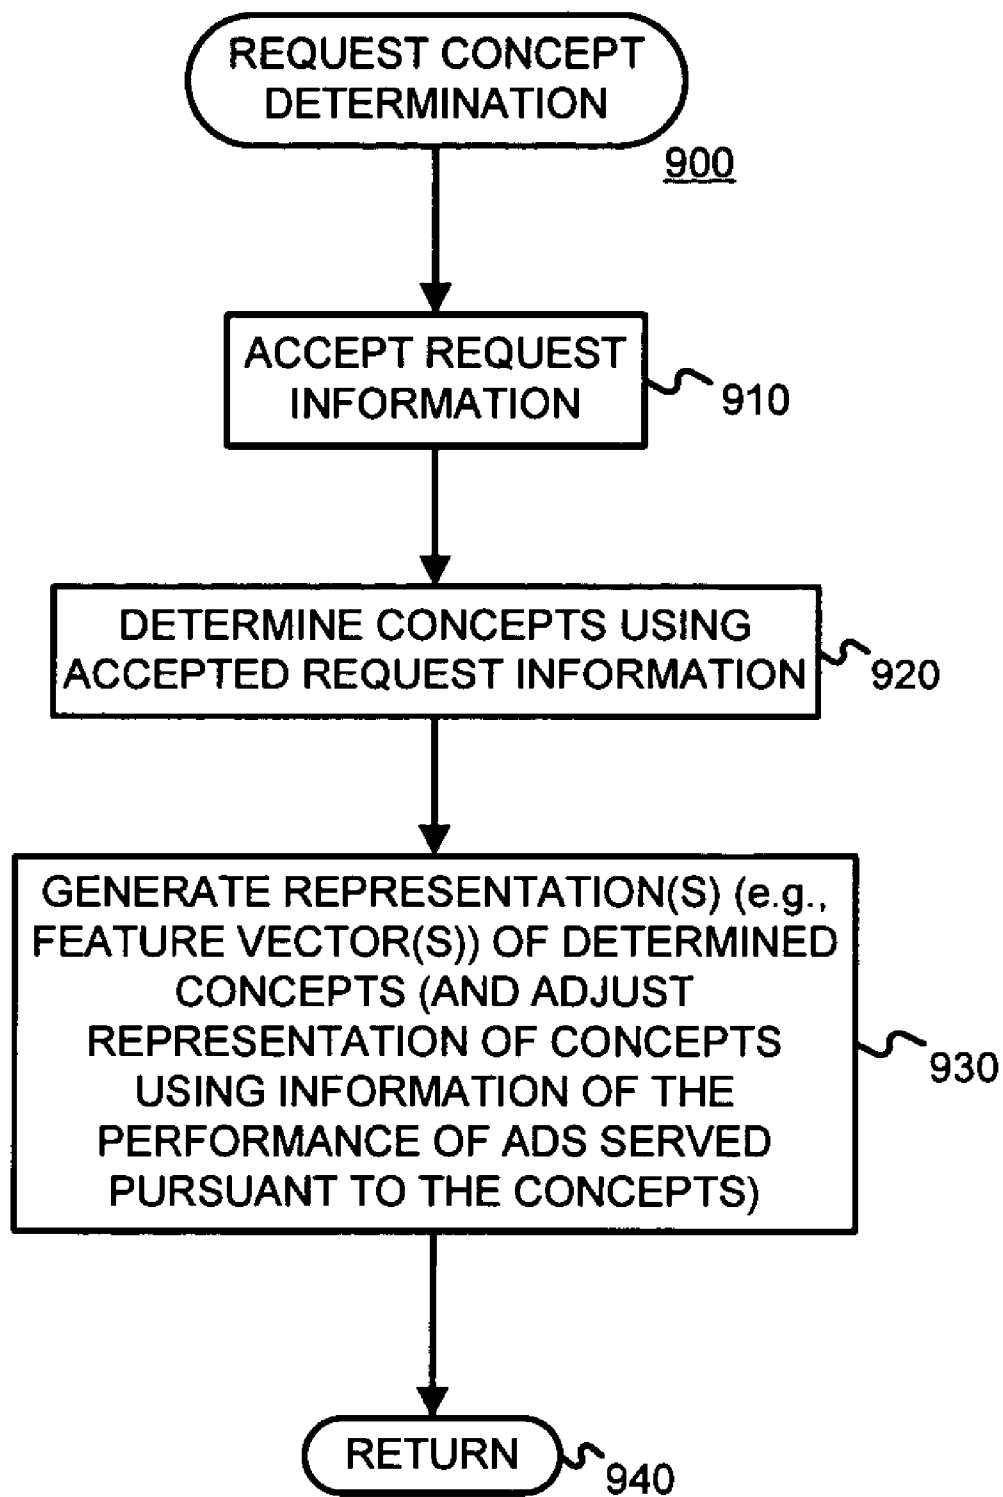 REQUEST CONCEPT
DETERMINATION
900
ACCEPT REQUEST
INFORMATION
910
DETERMINE CONCEPTS USING
ACCEPTED REQUEST INFORMATION
920
GENERATE REPRESENTATION(S) (e.g.,
FEATURE VECTOR(S)) OF DETERMINED
CONCEPTS (AND ADJUST
REPRESENTATION OF CONCEPTS
USING INFORMATION OF THE
PERFORMANCE OF ADS SERVED
PURSUANT TO THE CONCEPTS)
930
RETURN
940